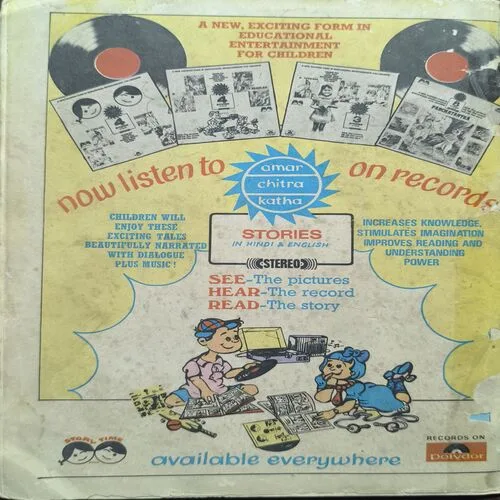 A NEW, EXCITING FORM IN
EDUCATIONAL
ENTERTAINMENT
FOR CHILDREN
now listen to
amar
chitra
katha
on records
CHILDREN WILL
ENJOY THESE
EXCITING TALES
BEAUTIFULLY NARRATED
WITH DIALOGUE
PLUS MUSIC!
STORIES
IN HINDI & ENGLISH
STEREO
INCREASES KNOWLEDGE,
STIMULATES IMAGINATION
IMPROVES READING AND
UNDERSTANDING
POWER
SEE-The pictures
HEAR-The record
READ-The story
STORY TIME
RECORDS ON
Polydor
available everywhere